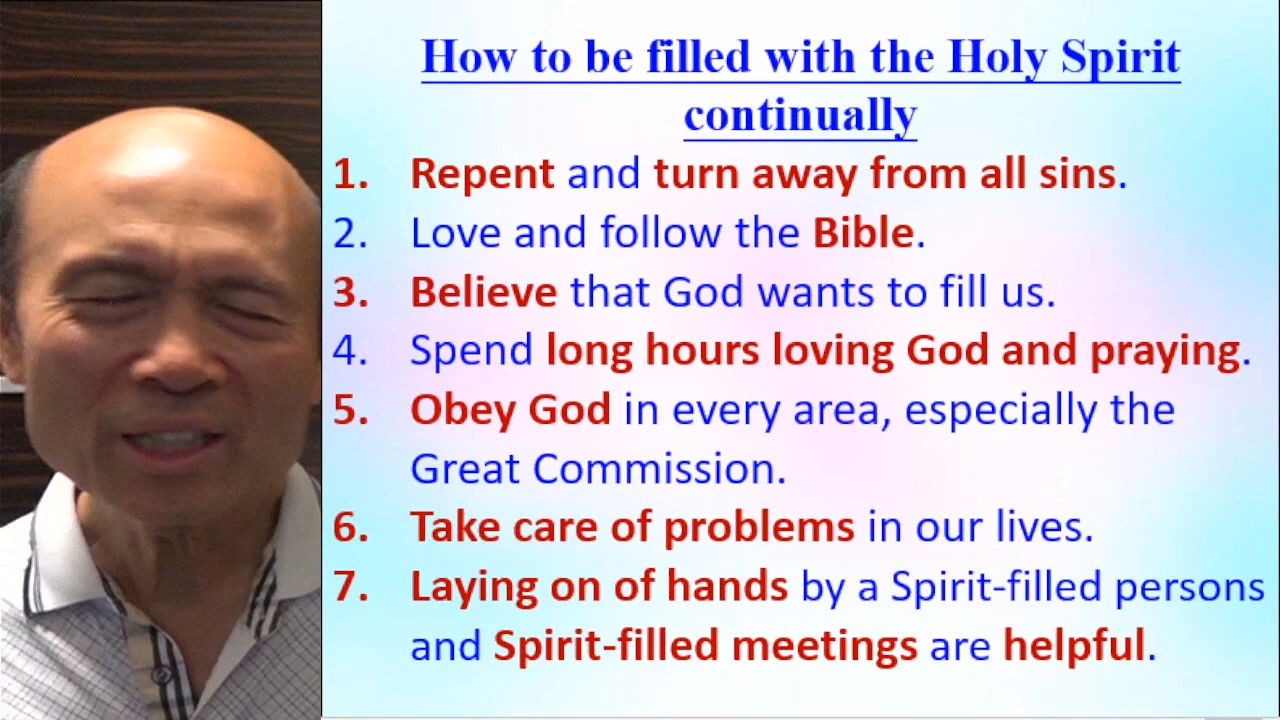 How to be filled with the Holy Spirit
continually
1. Repent and turn away from all sins.
2. Love and follow the Bible.
3. Believe that God wants to fill us.
4. Spend long hours loving God and praying.
5. Obey God in every area, especially the
Great Commission.
6. Take care of problems in our lives.
7. Laying on of hands by a Spirit-filled persons
and Spirit-filled meetings are helpful.